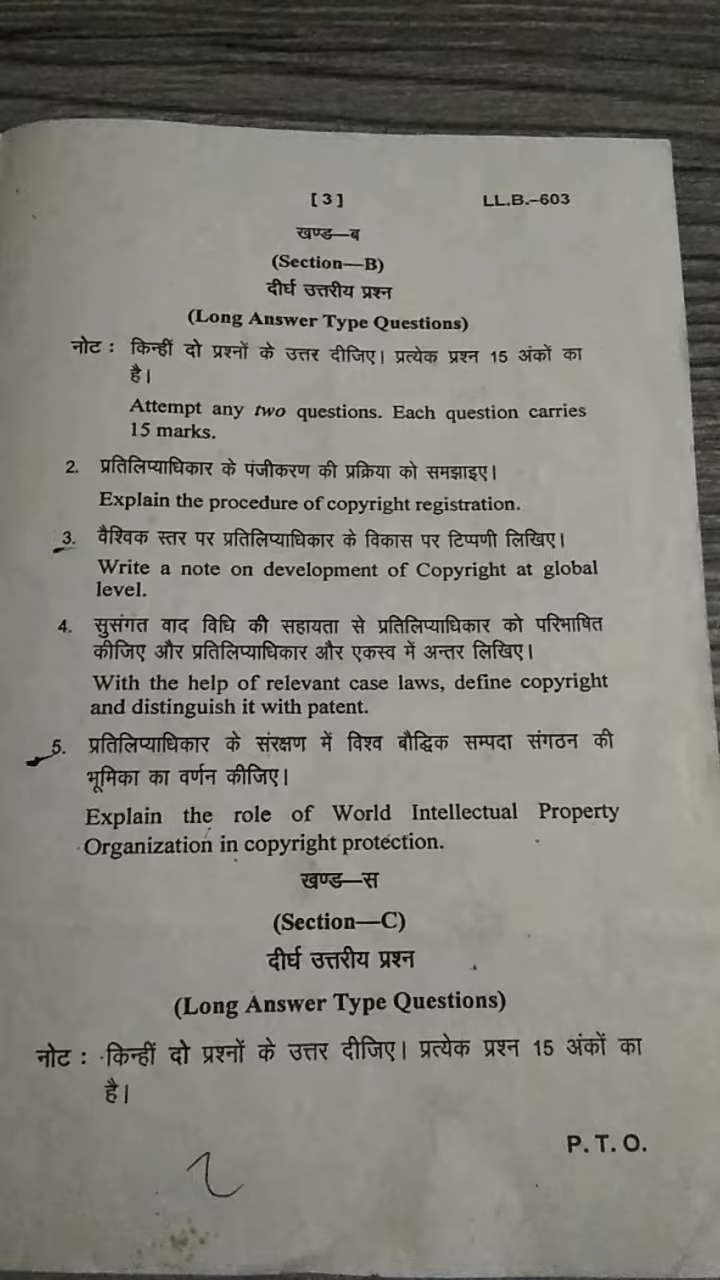 [ 3 ] LL.B.–603
खण्ड—ब
(Section—B)
दीर्घ उत्तरीय प्रश्न
(Long Answer Type Questions)
नोट : किन्हीं दो प्रश्नों के उत्तर दीजिए। प्रत्येक प्रश्न 15 अंकों का
है।
Attempt any two questions. Each question carries
15 marks.
2. प्रतिलिप्याधिकार के पंजीकरण की प्रक्रिया को समझाइए।
Explain the procedure of copyright registration.
3. वैश्विक स्तर पर प्रतिलिप्याधिकार के विकास पर टिप्पणी लिखिए।
Write a note on development of Copyright at global
level.
4. सुसंगत वाद विधि की सहायता से प्रतिलिप्याधिकार को परिभाषित
कीजिए और प्रतिलिप्याधिकार और एकस्व में अन्तर लिखिए।
With the help of relevant case laws, define copyright
and distinguish it with patent.
5. प्रतिलिप्याधिकार के संरक्षण में विश्व बौद्धिक सम्पदा संगठन की
भूमिका का वर्णन कीजिए।
Explain the role of World Intellectual Property
Organization in copyright protection.
खण्ड—स
(Section—C)
दीर्घ उत्तरीय प्रश्न
(Long Answer Type Questions)
नोट : किन्हीं दो प्रश्नों के उत्तर दीजिए। प्रत्येक प्रश्न 15 अंकों का
है।
P. T. O.